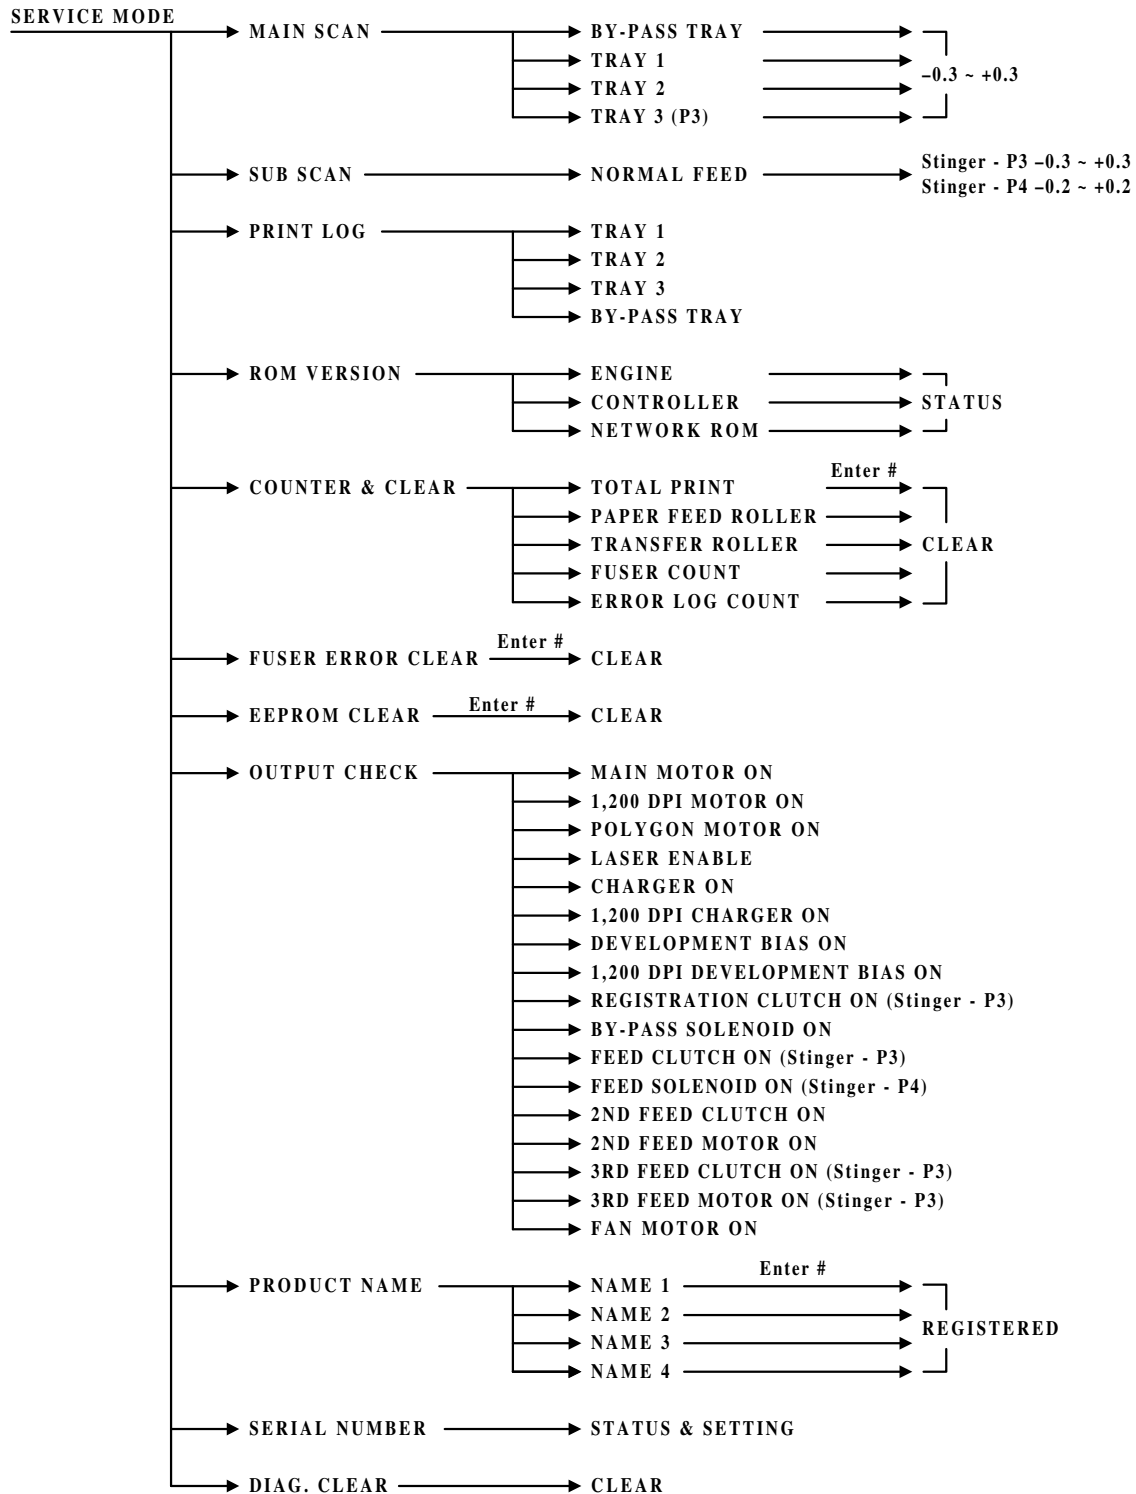 SERVICE MODE
MAIN SCAN
BY-PASS TRAY
TRAY 1
TRAY 2
TRAY 3 (P3)
–0.3 ~ +0.3
SUB SCAN
NORMAL FEED
Stinger - P3 –0.3 ~ +0.3
Stinger - P4 –0.2 ~ +0.2
PRINT LOG
TRAY 1
TRAY 2
TRAY 3
BY-PASS TRAY
ROM VERSION
ENGINE
CONTROLLER
NETWORK ROM
STATUS
COUNTER & CLEAR
TOTAL PRINT
Enter #
PAPER FEED ROLLER
TRANSFER ROLLER
FUSER COUNT
ERROR LOG COUNT
CLEAR
FUSER ERROR CLEAR
Enter #
CLEAR
EEPROM CLEAR
Enter #
CLEAR
OUTPUT CHECK
MAIN MOTOR ON
1,200 DPI MOTOR ON
POLYGON MOTOR ON
LASER ENABLE
CHARGER ON
1,200 DPI CHARGER ON
DEVELOPMENT BIAS ON
1,200 DPI DEVELOPMENT BIAS ON
REGISTRATION CLUTCH ON (Stinger - P3)
BY-PASS SOLENOID ON
FEED CLUTCH ON (Stinger - P3)
FEED SOLENOID ON (Stinger - P4)
2ND FEED CLUTCH ON
2ND FEED MOTOR ON
3RD FEED CLUTCH ON (Stinger - P3)
3RD FEED MOTOR ON (Stinger - P3)
FAN MOTOR ON
PRODUCT NAME
NAME 1
Enter #
NAME 2
NAME 3
NAME 4
REGISTERED
SERIAL NUMBER
STATUS & SETTING
DIAG. CLEAR
CLEAR